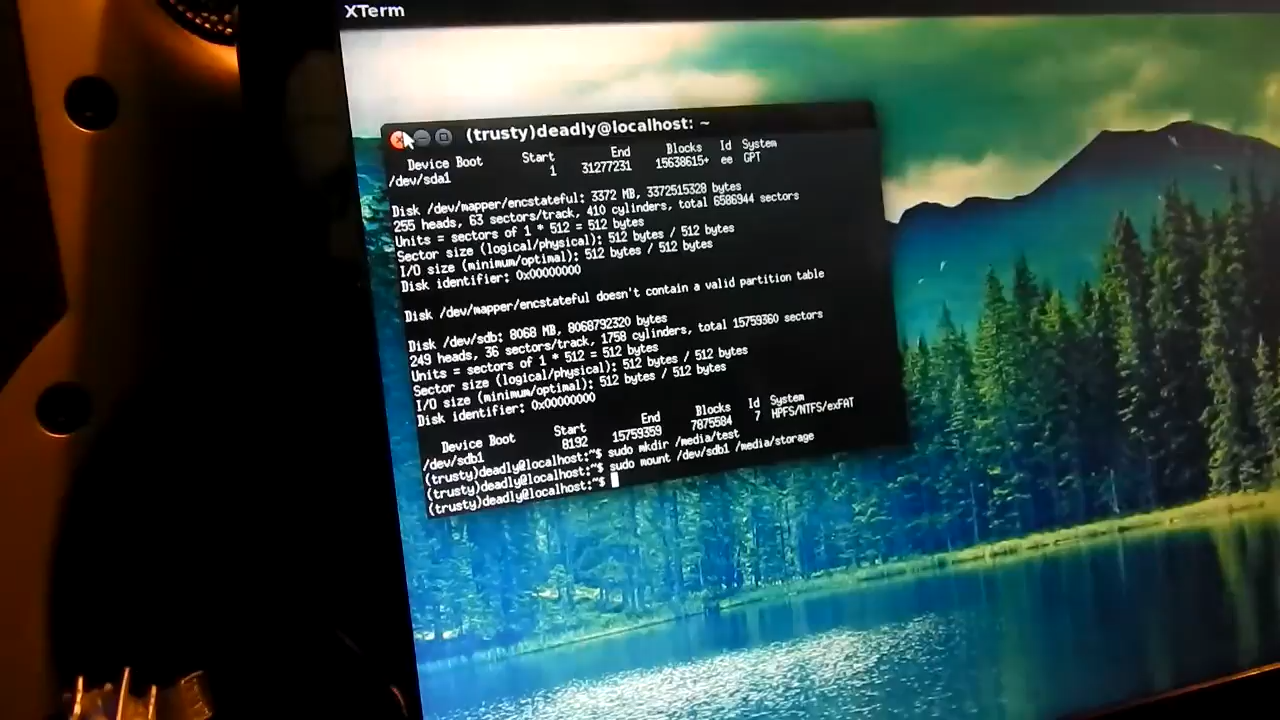 XTerm
(trusty)deadly@localhost: ~
Device Boot Start End Blocks Id System
/dev/sda1 1 31277231 15638615+ ee GPT
Disk /dev/mapper/encstateful: 3372 MB, 3372515328 bytes
255 heads, 63 sectors/track, 410 cylinders, total 6586944 sectors
Units = sectors of 1 * 512 = 512 bytes
Sector size (logical/physical): 512 bytes / 512 bytes
I/O size (minimum/optimal): 512 bytes / 512 bytes
Disk identifier: 0x00000000
Disk /dev/mapper/encstateful doesn't contain a valid partition table
Disk /dev/sdb: 8068 MB, 8068792320 bytes
249 heads, 36 sectors/track, 1758 cylinders, total 15759360 sectors
Units = sectors of 1 * 512 = 512 bytes
Sector size (logical/physical): 512 bytes / 512 bytes
I/O size (minimum/optimal): 512 bytes / 512 bytes
Disk identifier: 0x00000000
Device Boot Start End Blocks Id System
/dev/sdb1 8192 15759359 7875584 7 HPFS/NTFS/exFAT
(trusty)deadly@localhost:~$ sudo mkdir /media/test
(trusty)deadly@localhost:~$ sudo mount /dev/sdb1 /media/storage
(trusty)deadly@localhost:~$